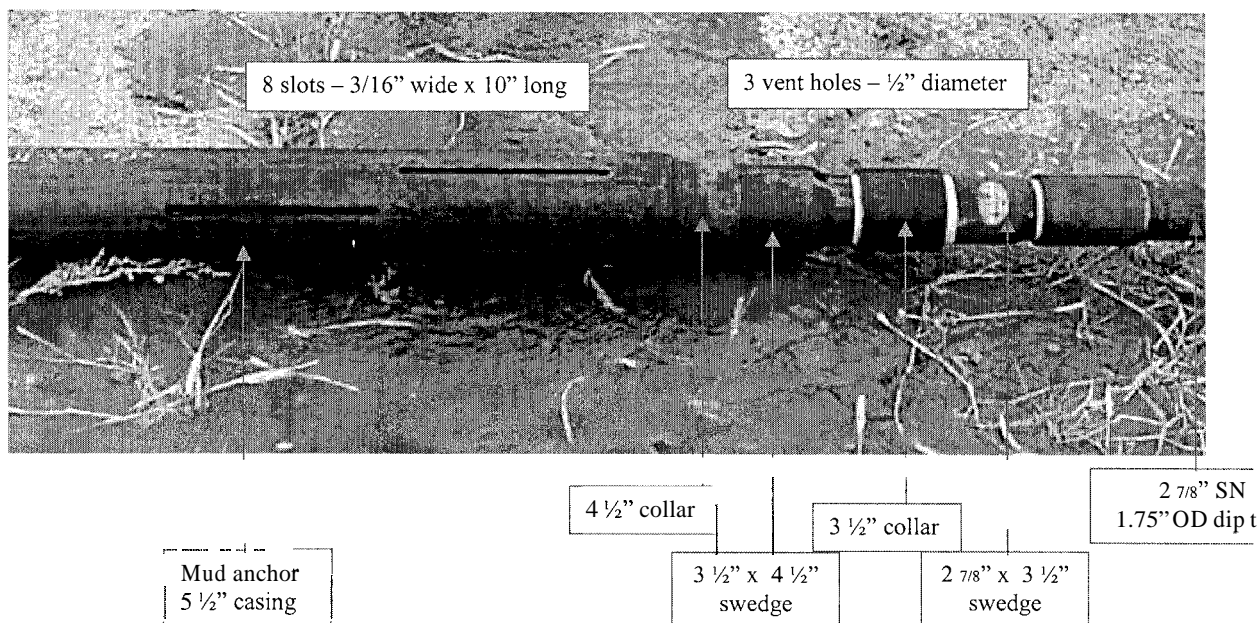 8 slots – 3/16” wide x 10” long
3 vent holes – ½” diameter
4 ½” collar
3 ½” collar
2 7/8” SN
1.75” OD dip t
Mud anchor
5 ½” casing
3 ½” x 4 ½”
swedge
2 7/8” x 3 ½”
swedge